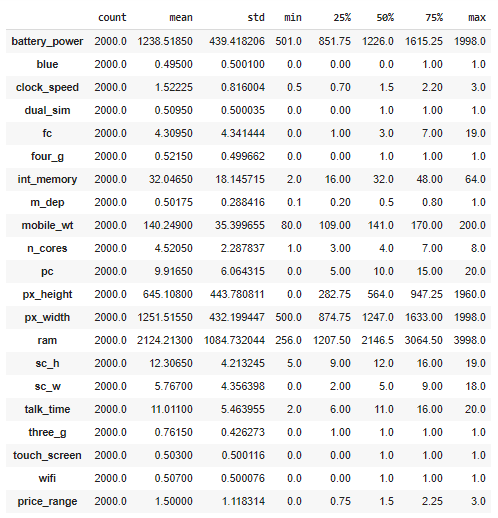 count mean std min 25% 50% 75% max
battery_power 2000.0 1238.51850 439.418206 501.0 851.75 1226.0 1615.25 1998.0
blue 2000.0 0.49500 0.500100 0.0 0.00 0.0 1.00 1.0
clock_speed 2000.0 1.52225 0.816004 0.5 0.70 1.5 2.20 3.0
dual_sim 2000.0 0.50950 0.500035 0.0 0.00 1.0 1.00 1.0
fc 2000.0 4.30950 4.341444 0.0 1.00 3.0 7.00 19.0
four_g 2000.0 0.52150 0.499662 0.0 0.00 1.0 1.00 1.0
int_memory 2000.0 32.04650 18.145715 2.0 16.00 32.0 48.00 64.0
m_dep 2000.0 0.50175 0.288416 0.1 0.20 0.5 0.80 1.0
mobile_wt 2000.0 140.24900 35.399655 80.0 109.00 141.0 170.00 200.0
n_cores 2000.0 4.52050 2.287837 1.0 3.00 4.0 7.00 8.0
pc 2000.0 9.91650 6.064315 0.0 5.00 10.0 15.00 20.0
px_height 2000.0 645.10800 443.780811 0.0 282.75 564.0 947.25 1960.0
px_width 2000.0 1251.51550 432.199447 500.0 874.75 1247.0 1633.00 1998.0
ram 2000.0 2124.21300 1084.732044 256.0 1207.50 2146.5 3064.50 3998.0
sc_h 2000.0 12.30650 4.213245 5.0 9.00 12.0 16.00 19.0
sc_w 2000.0 5.76700 4.356398 0.0 2.00 5.0 9.00 18.0
talk_time 2000.0 11.01100 5.463955 2.0 6.00 11.0 16.00 20.0
three_g 2000.0 0.76150 0.426273 0.0 1.00 1.0 1.00 1.0
touch_screen 2000.0 0.50300 0.500116 0.0 0.00 1.0 1.00 1.0
wifi 2000.0 0.50700 0.500076 0.0 0.00 1.0 1.00 1.0
price_range 2000.0 1.50000 1.118314 0.0 0.75 1.5 2.25 3.0